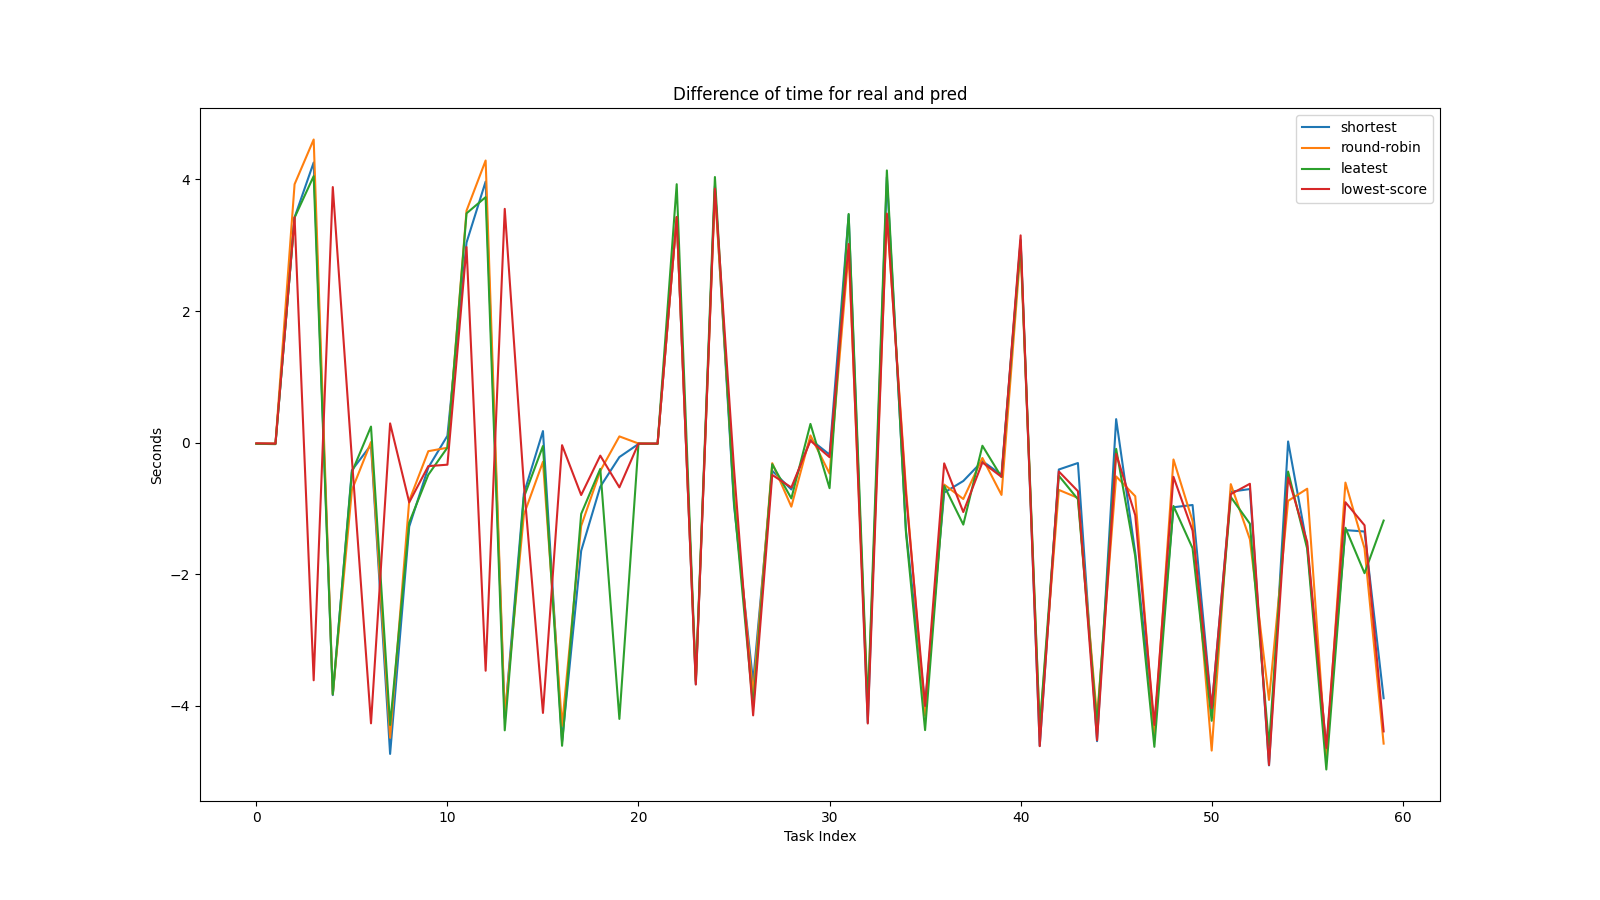 Difference of time for real and pred
shortest
round-robin
leatest
lowest-score
Seconds
4
2
0
−2
−4
0 10 20 30 40 50 60
Task Index